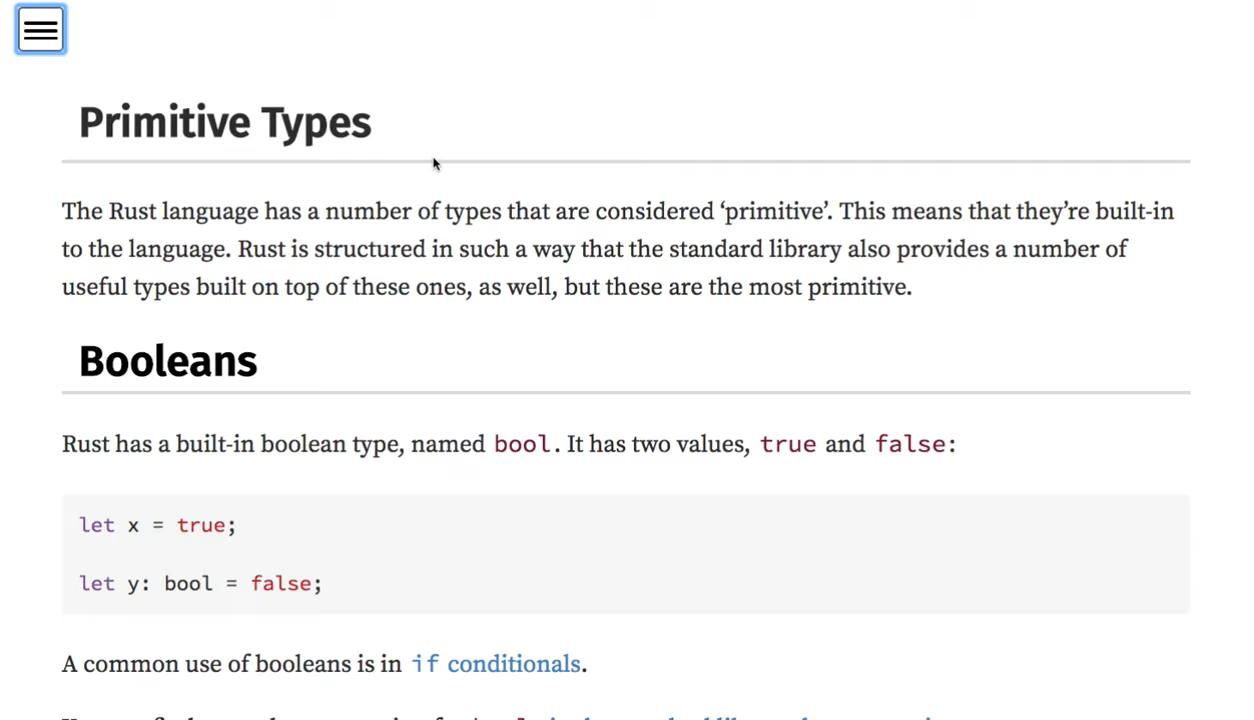 Primitive Types
The Rust language has a number of types that are considered ‘primitive’. This means that they’re built-in
to the language. Rust is structured in such a way that the standard library also provides a number of
useful types built on top of these ones, as well, but these are the most primitive.
Booleans
Rust has a built-in boolean type, named bool. It has two values, true and false:
let x = true;
let y: bool = false;
A common use of booleans is in if conditionals.